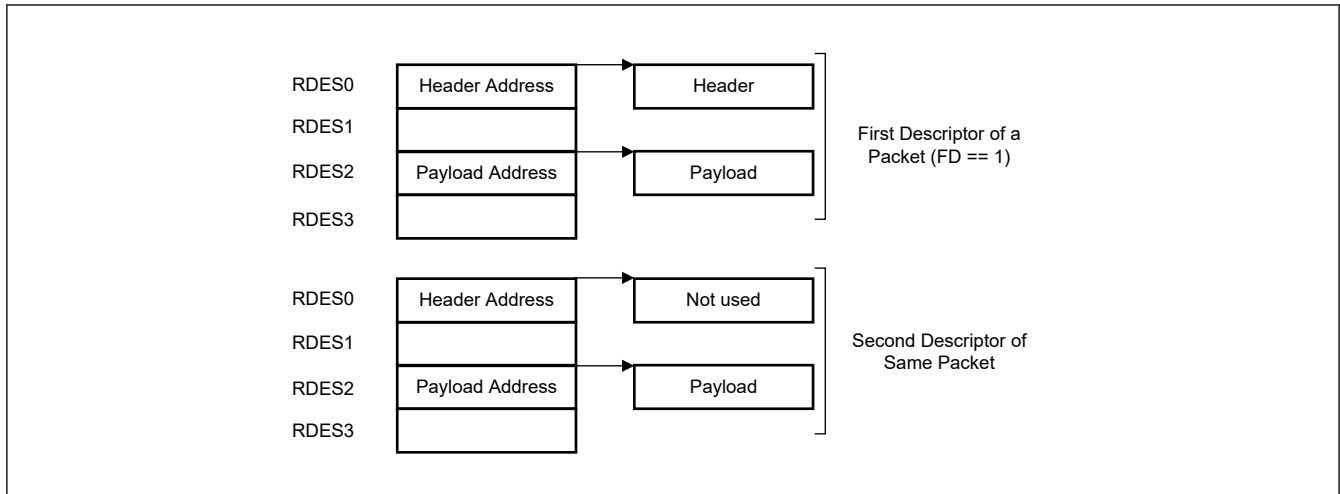 RDES0
Header Address
Header
RDES1
First Descriptor of a
Packet (FD == 1)
RDES2
Payload Address
Payload
RDES3
RDES0
Header Address
Not used
RDES1
Second Descriptor of
Same Packet
RDES2
Payload Address
Payload
RDES3